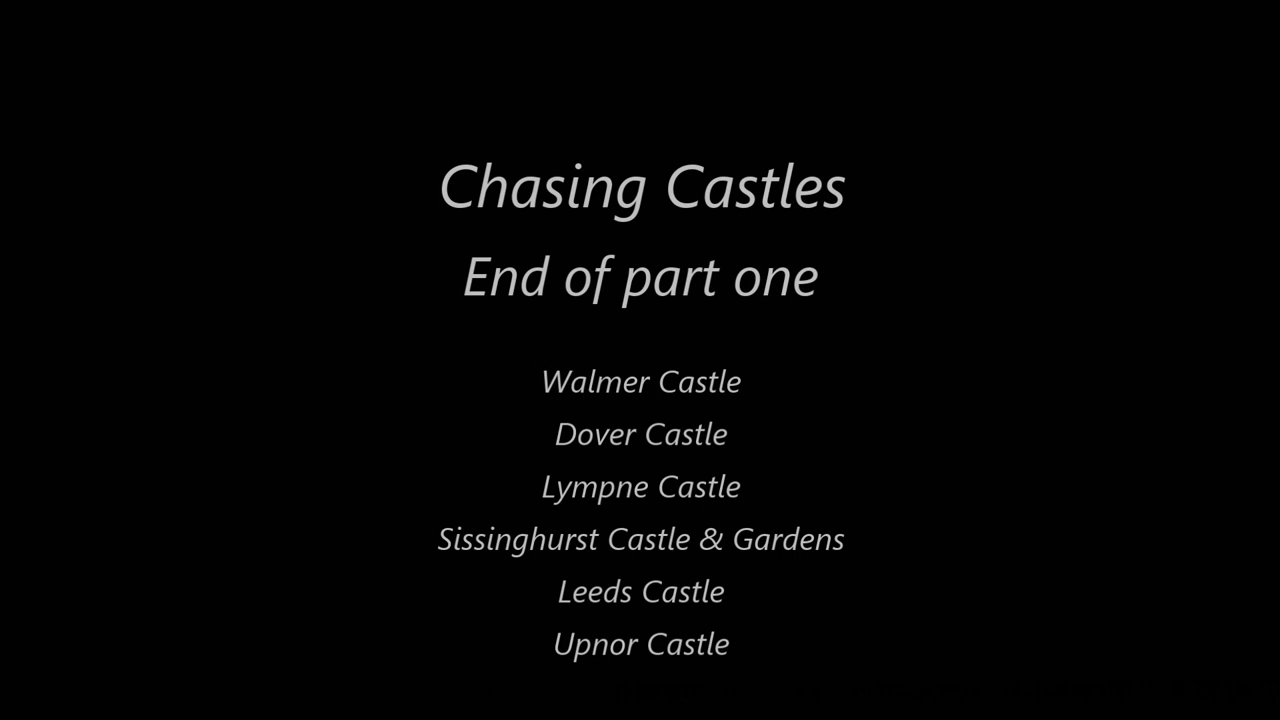 Chasing Castles
End of part one
Walmer Castle
Dover Castle
Lympne Castle
Sissinghurst Castle & Gardens
Leeds Castle
Upnor Castle